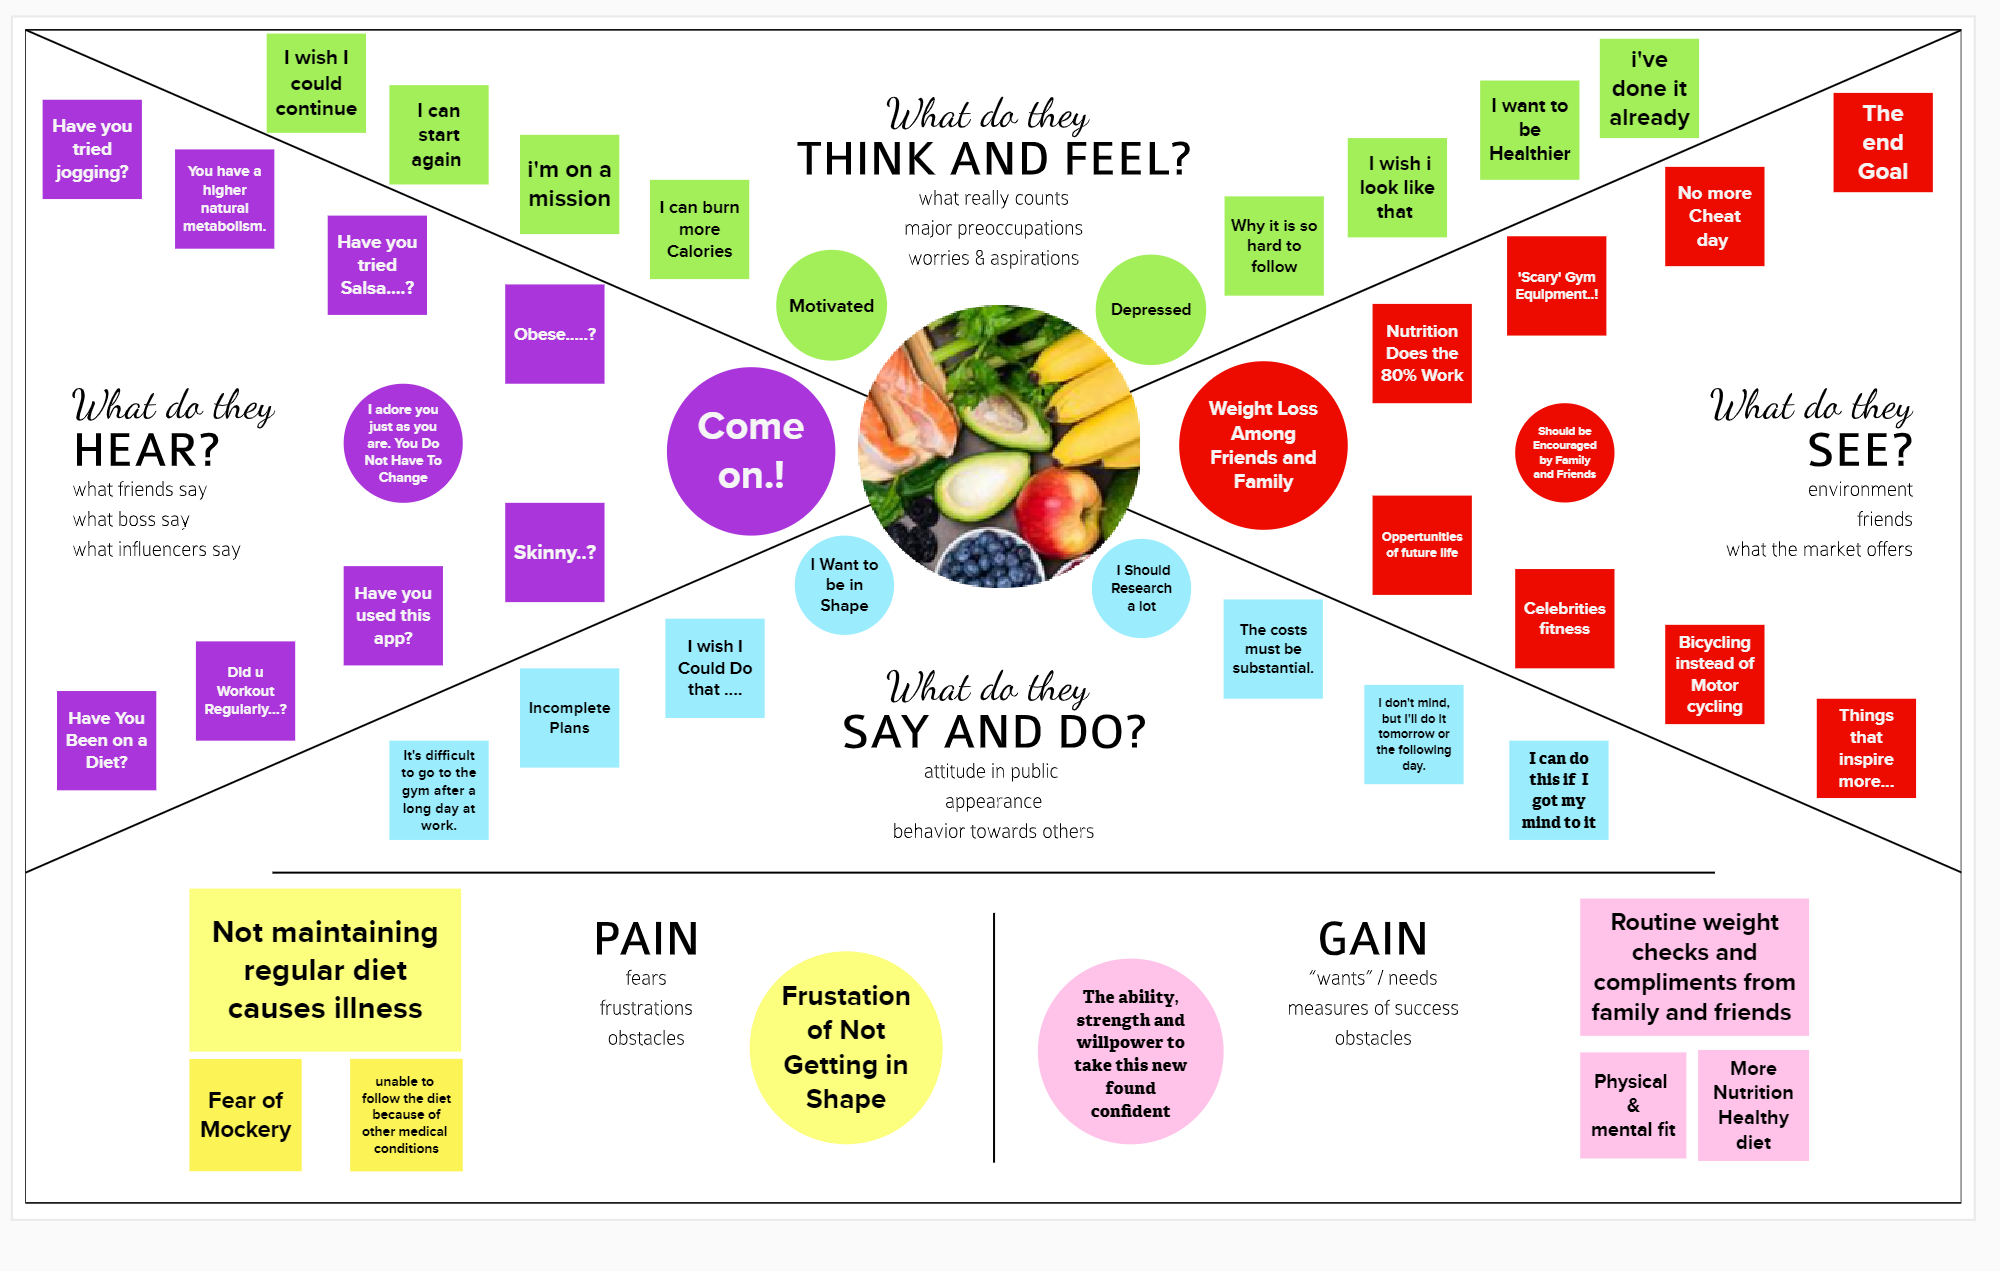 What do they
THINK AND FEEL?
what really counts
major preoccupations
worries & aspirations
I wish I
could
continue
I can
start
again
i'm on a
mission
I can burn
more
Calories
Motivated
Depressed
Why it is so
hard to
follow
I wish i
look like
that
I want to
be
Healthier
i've
done it
already
What do they
HEAR?
what friends say
what boss say
what influencers say
Have you
tried
jogging?
You have a
higher
natural
metabolism.
Have you
tried
Salsa....?
Obese.....?
I adore you
just as you
are. You Do
Not Have To
Change
Come
on.!
Skinny..?
Have you
used this
app?
Did u
Workout
Regularly...?
Have You
Been on a
Diet?
What do they
SEE?
environment
friends
what the market offers
The
end
Goal
No more
Cheat
day
'Scary' Gym
Equipment..!
Nutrition
Does the
80% Work
Weight Loss
Among
Friends and
Family
Should be
Encouraged
by Family
and Friends
Oppertunities
of future life
Celebrities
fitness
Bicycling
instead of
Motor
cycling
Things
that
inspire
more...
What do they
SAY AND DO?
attitude in public
appearance
behavior towards others
I Want to
be in
Shape
I Should
Research
a lot
I wish I
Could Do
that ....
Incomplete
Plans
It's difficult
to go to the
gym after a
long day at
work.
The costs
must be
substantial.
I don't mind,
but I'll do it
tomorrow or
the following
day.
I can do
this if I
got my
mind to it
PAIN
fears
frustrations
obstacles
Not maintaining
regular diet
causes illness
Fear of
Mockery
unable to
follow the diet
because of
other medical
conditions
Frustation
of Not
Getting in
Shape
GAIN
“wants” / needs
measures of success
obstacles
The ability,
strength and
willpower to
take this new
found
confident
Routine weight
checks and
compliments from
family and friends
Physical
&
mental fit
More
Nutrition
Healthy
diet